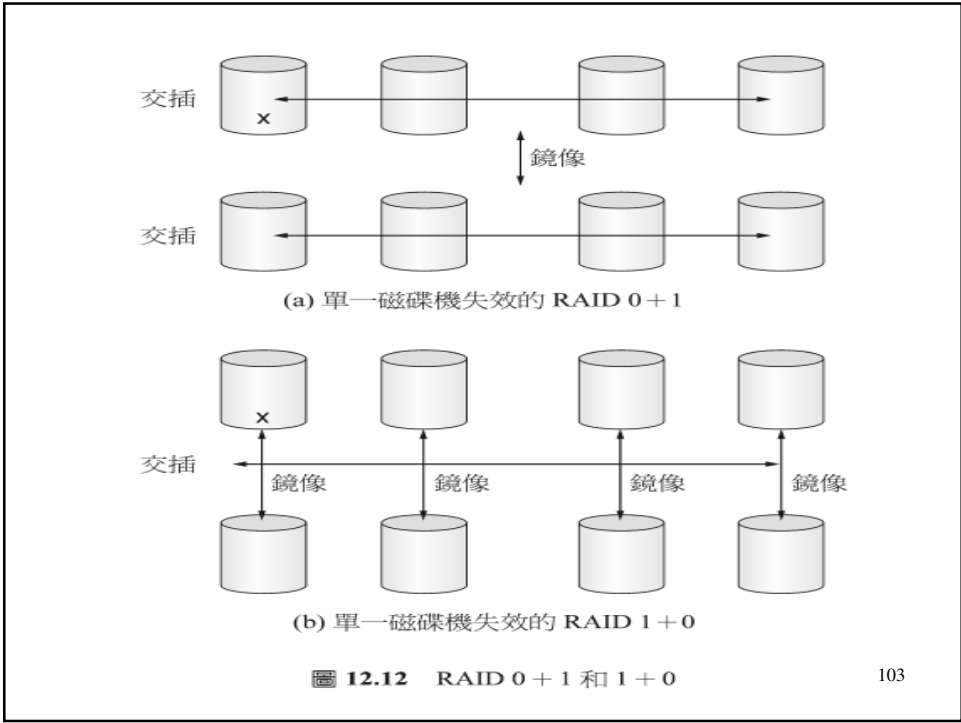 交插
x
鏡像
交插
(a) 單一磁碟機失效的 RAID 0+1
x
交插
鏡像 鏡像 鏡像 鏡像
(b) 單一磁碟機失效的 RAID 1+0
圖 12.12 RAID 0 + 1 和 1 + 0
103